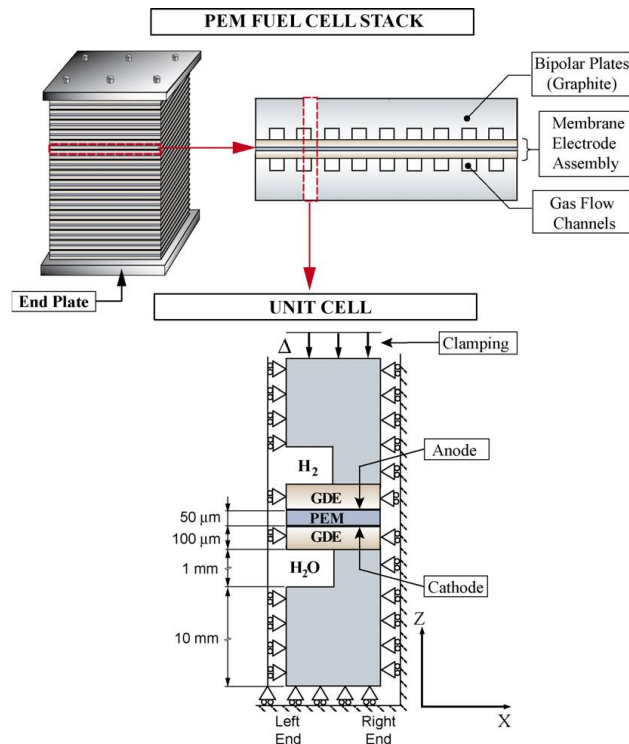 PEM FUEL CELL STACK
Bipolar Plates
(Graphite)
Membrane
Electrode
Assembly
Gas Flow
Channels
End Plate
UNIT CELL
Δ
Clamping
H2
Anode
GDE
50 μm
PEM
100 μm
GDE
1 mm
H2O
Cathode
10 mm
Z
X
Left
End
Right
End